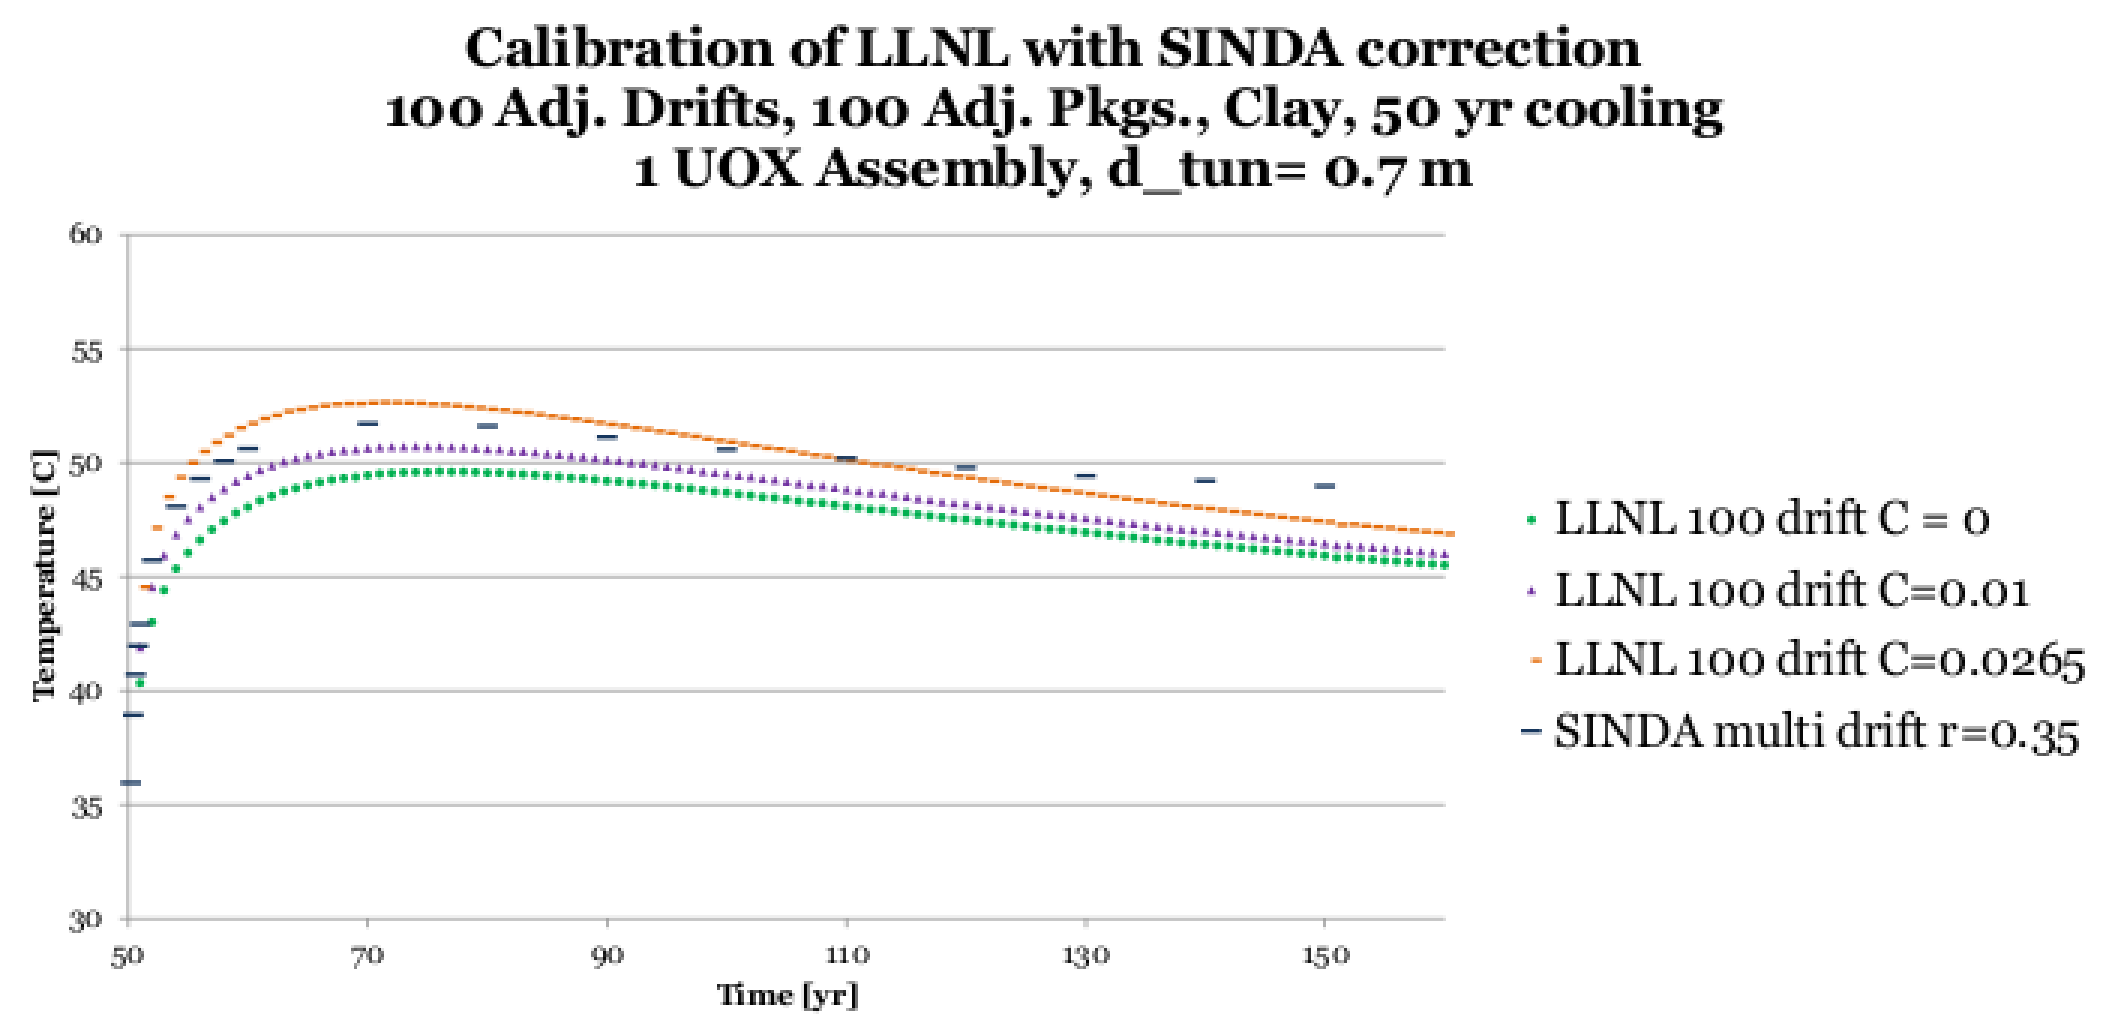 Calibration of LLNL with SINDA correction
100 Adj. Drifts, 100 Adj. Pkgs., Clay, 50 yr cooling
1 UOX Assembly, d_tun= 0.7 m
60
55
50
45
40
35
30
Temperature [C]
50 70 90 110 130 150
Time [yr]
LLNL 100 drift C = 0
LLNL 100 drift C=0.01
LLNL 100 drift C=0.0265
SINDA multi drift r=0.35